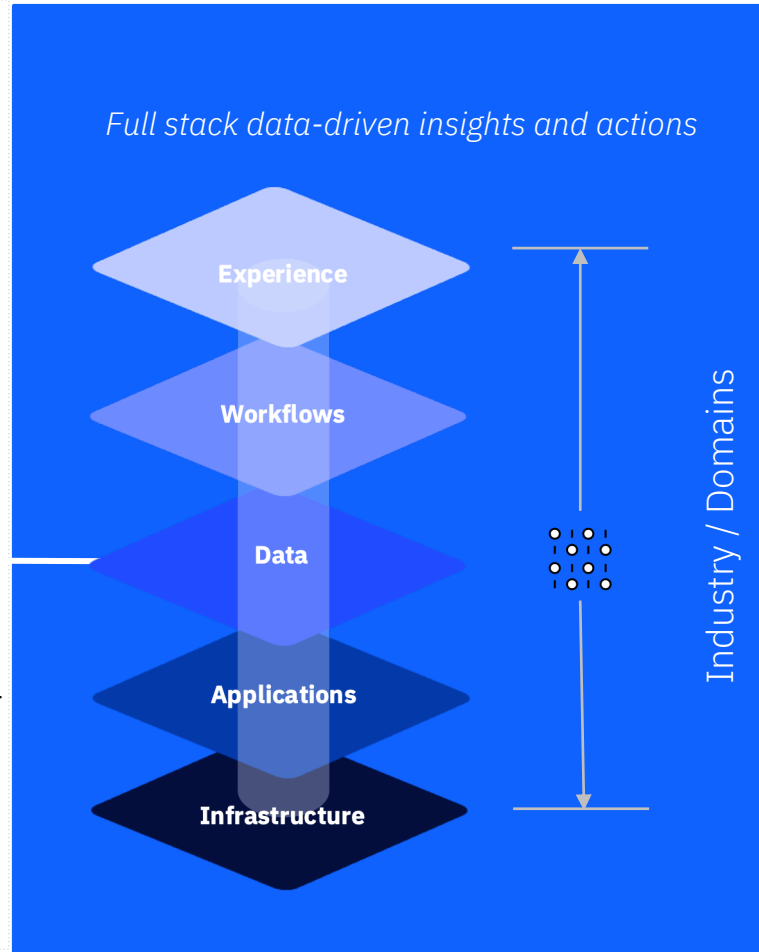 Full stack data-driven insights and actions
Experience
Workflows
Data
Applications
Infrastructure
Industry / Domains